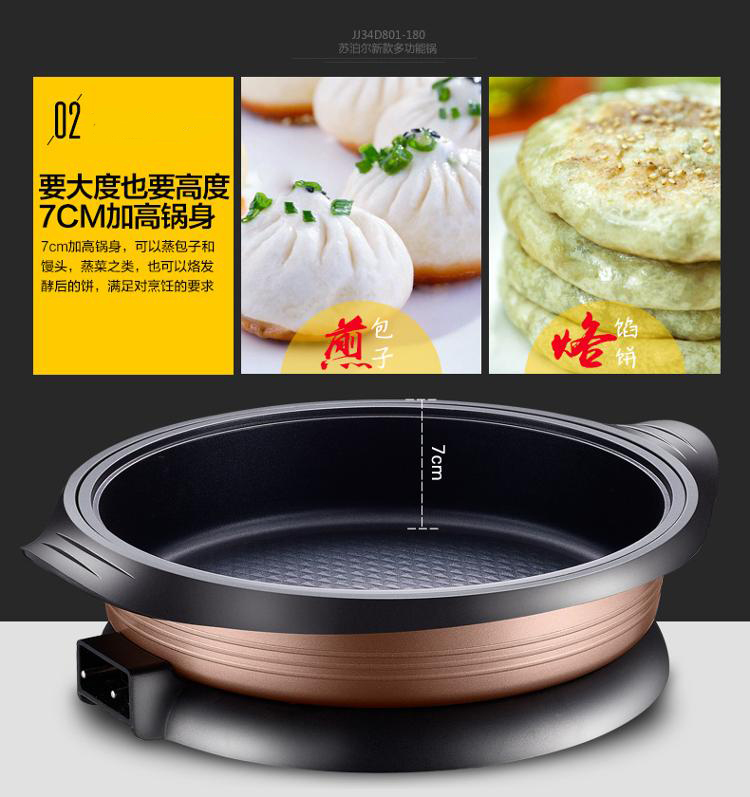 JJ34D801-180
苏泊尔新款多功能锅
02
要大度也要高度
7CM加高锅身
7cm加高锅身，可以蒸包子和
馒头，蒸菜之类，也可以烙发
酵后的饼，满足对烹饪的要求
煎包子
烙馅饼
7cm